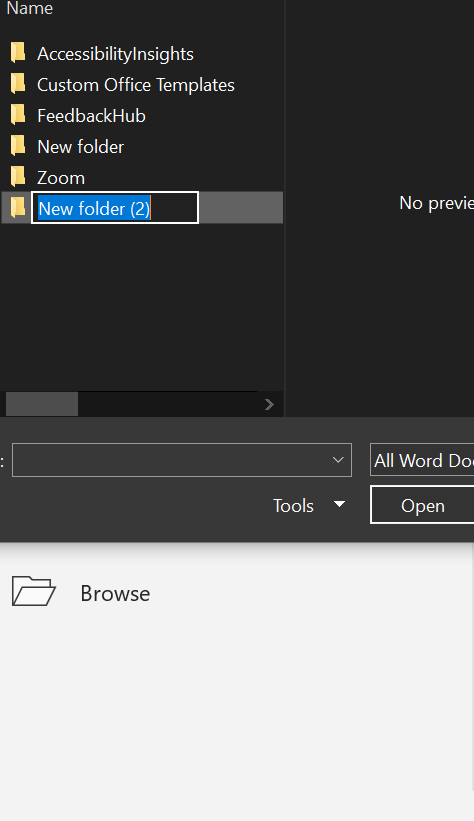 Name
AccessibilityInsights
Custom Office Templates
FeedbackHub
New folder
Zoom
New folder (2)
No previe
:
All Word Do
Tools
Open
Browse